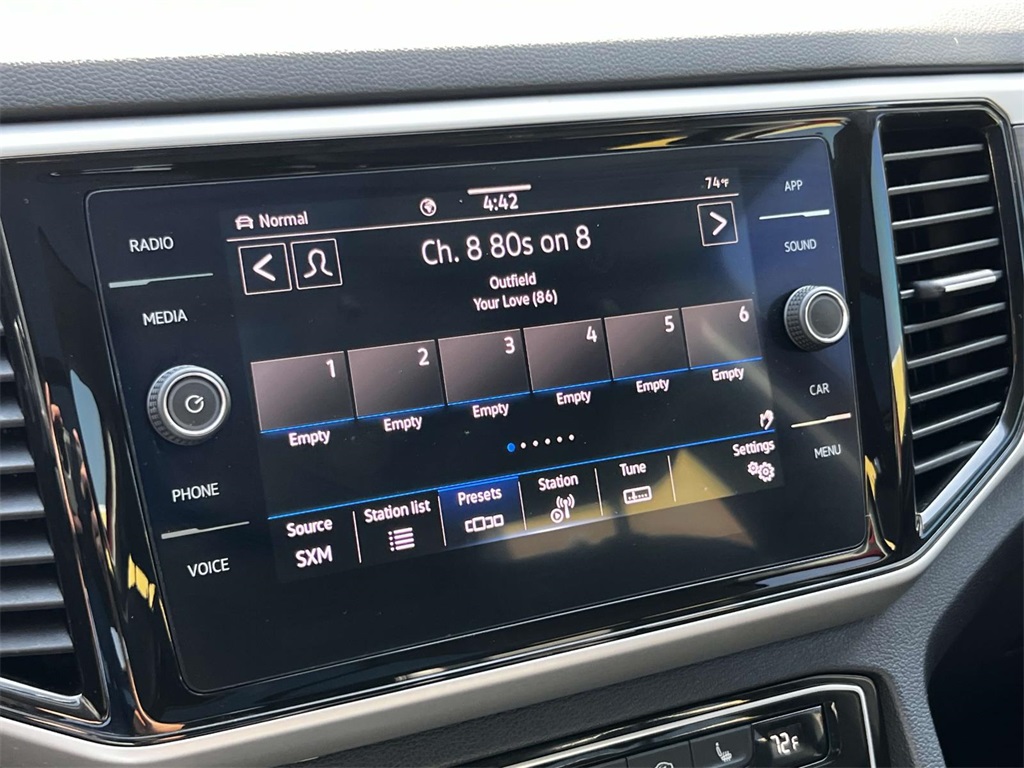 Normal
4:42
74°F
Ch. 8 80s on 8
Outfield
Your Love (86)
1 2 3 4 5 6
Empty Empty Empty Empty Empty Empty
Source
SXM
Station list
Presets
Station
Tune
Settings
RADIO
MEDIA
PHONE
VOICE
APP
SOUND
CAR
MENU
72°F